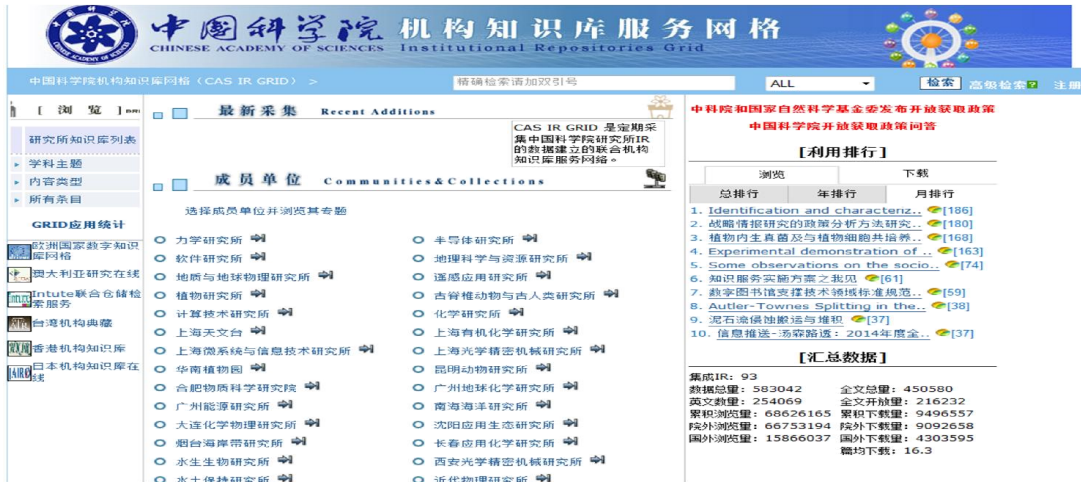 中国科学院 机构知识库服务网格
CHINESE ACADEMY OF SCIENCES Institutional Repositories Grid
中国科学院机构知识库网格（CAS IR GRID） >
精确检索请加双引号
ALL
检索 高级检索 注册
[ 浏 览 ]
研究所知识库列表
学科主题
内容类型
所有条目
GRID应用统计
欧洲国家数字知识库网格
澳大利亚研究在线
Intute联合仓储检索服务
台湾机构典藏
香港机构知识库
日本机构知识库在线
最新采集 Recent Additions
CAS IR GRID 是定期采
集中国科学院研究所IR
的数据建立的联合机构
知识库服务网络。
成员单位 Communities&Collections
选择成员单位并浏览其专题
力学研究所 半导体研究所
软件研究所 地理科学与资源研究所
地质与地球物理研究所 遥感应用研究所
植物研究所 古脊椎动物与古人类研究所
计算技术研究所 化学研究所
上海天文台 上海有机化学研究所
上海微系统与信息技术研究所 上海光学精密机械研究所
华南植物园 昆明动物研究所
合肥物质科学研究院 广州地球化学研究所
广州能源研究所 南海海洋研究所
大连化学物理研究所 沈阳应用生态研究所
烟台海岸带研究所 长春应用化学研究所
水生生物研究所 西安光学精密机械研究所
水土保持研究所 近代物理研究所
中科院和国家自然科学基金委发布开放获取政策
中国科学院开放获取政策问答
[利用排行]
浏览 下载
总排行 年排行 月排行
1. Identification and characteriz.. [186]
2. 战略情报研究的政策分析方法研究.. [180]
3. 植物内生真菌及与植物细胞共培养.. [168]
4. Experimental demonstration of .. [163]
5. Some observations on the socio.. [74]
6. 知识服务实施方案之我见 [61]
7. 数字图书馆支撑技术领域标准规范.. [59]
8. Autler-Townes Splitting in the.. [38]
9. 泥石流侵蚀搬运与堆积 [37]
10. 信息推送-汤森路透：2014年度全.. [37]
[汇总数据]
集成IR: 93
数据总量: 583042 全文总量: 450580
英文数量: 254069 全文开放量: 216232
累积浏览量: 68626165 累积下载量: 9496557
院外浏览量: 66753194 院外下载量: 9092658
国外浏览量: 15866037 国外下载量: 4303595
篇均下载: 16.3